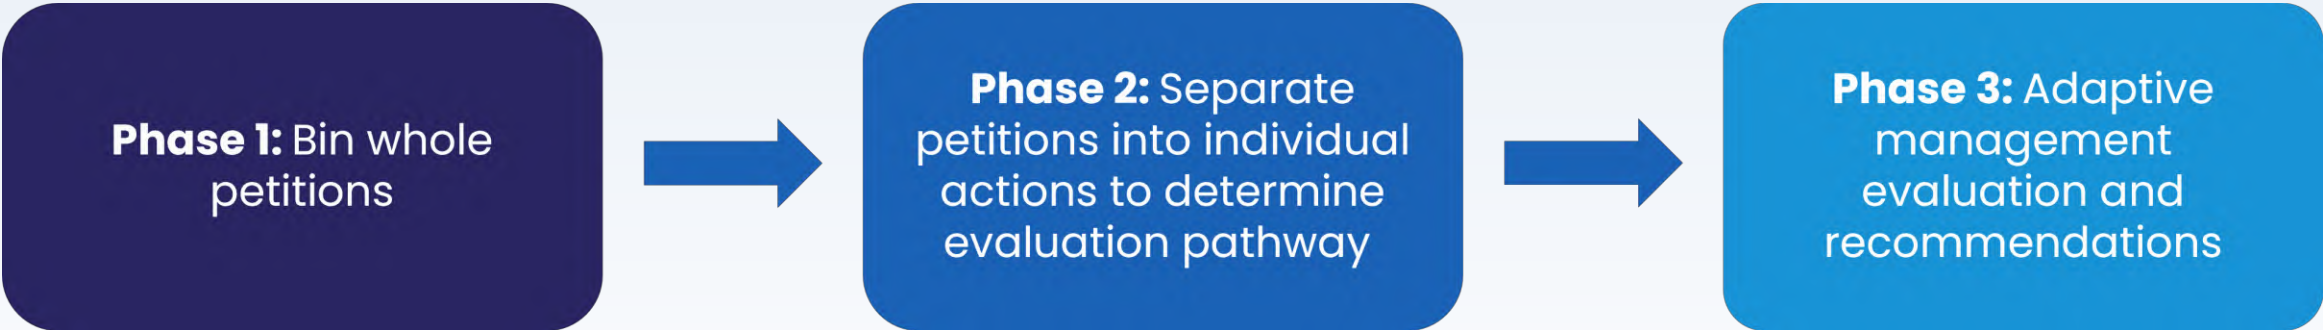 Phase 1: Bin whole
petitions
Phase 2: Separate
petitions into individual
actions to determine
evaluation pathway
Phase 3: Adaptive
management
evaluation and
recommendations